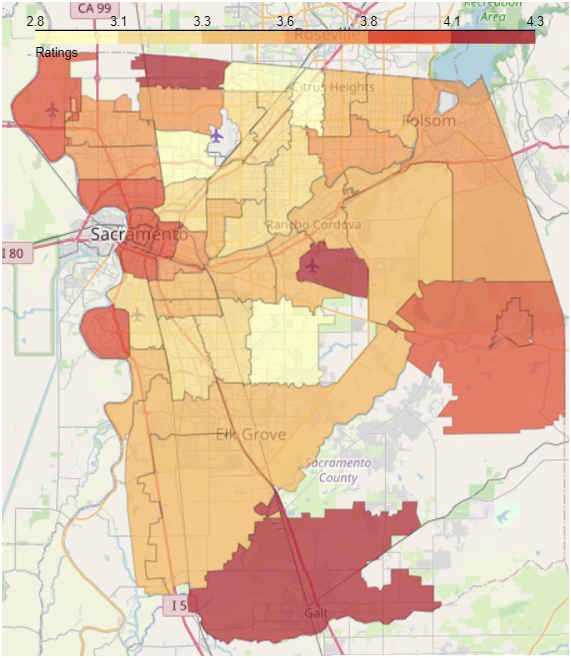 Recreation
Area
CA 99
2.8 3.1 3.3 3.6 3.8 4.1 4.3
Roseville
Ratings
Citrus Heights
Folsom
Rancho Cordova
Sacramento
I 80
Elk Grove
Sacramento
County
I 5
Galt